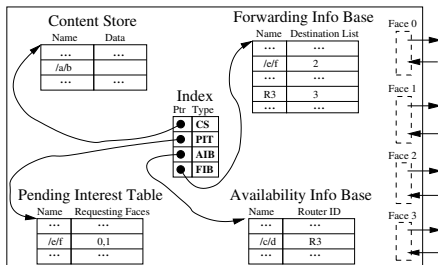 Content Store
Name Data
... ...
/a/b
... ...
Forwarding Info Base
Name Destination List
... ...
/e/f 2
... ...
R3 3
... ...
Index
Ptr Type
CS
PIT
AIB
FIB
Pending Interest Table
Name Requesting Faces
... ...
/e/f 0,1
... ...
Availability Info Base
Name Router ID
... ...
/c/d R3
... ...
Face 0
Face 1
Face 2
Face 3